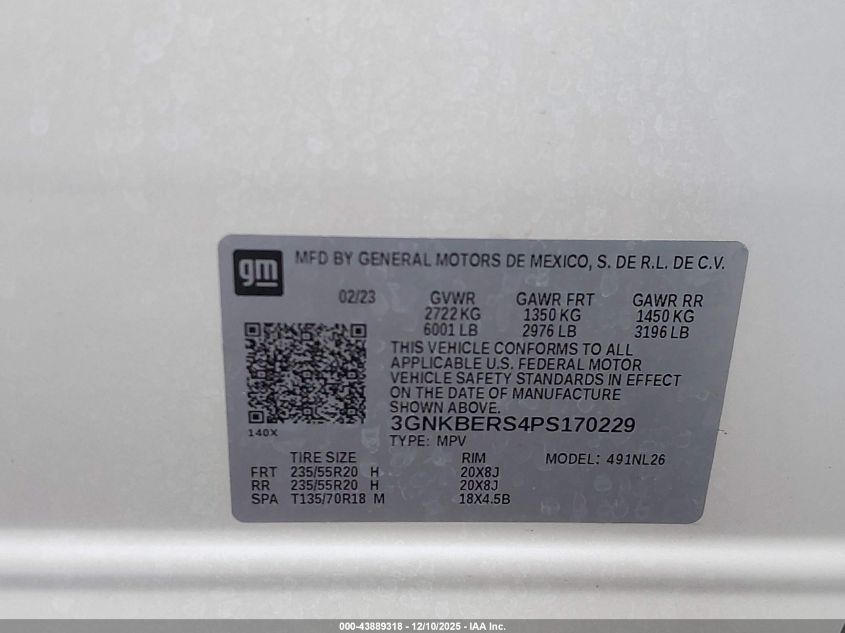 gm MFD BY GENERAL MOTORS DE MEXICO, S. DE R.L. DE C.V.
02/23 GVWR GAWR FRT GAWR RR
2722 KG 1350 KG 1450 KG
6001 LB 2976 LB 3196 LB
THIS VEHICLE CONFORMS TO ALL
APPLICABLE U.S. FEDERAL MOTOR
VEHICLE SAFETY STANDARDS IN EFFECT
ON THE DATE OF MANUFACTURE
SHOWN ABOVE.
140X
3GNKBERS4PS170229
TYPE: MPV
TIRE SIZE RIM MODEL: 491NL26
FRT 235/55R20 H 20X8J
RR 235/55R20 H 20X8J
SPA T135/70R18 M 18X4.5B
000-43889318 - 12/10/2025 - IAA Inc.